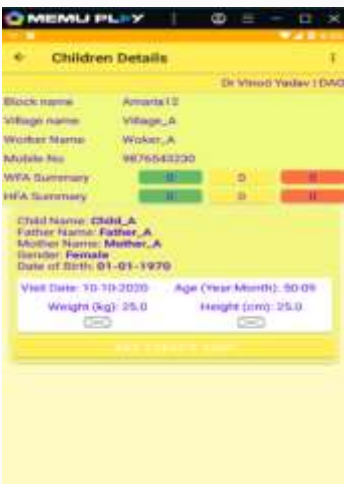 MEMU PLAY
Children Details
Dr Vinod Yadav | DAO
Block name Amaria12
Village name Village_A
Worker Name Woker_A
Mobile No 9876543230
WFA Summary 0 0 0
HFA Summary 0 0 0
Child Name: Child_A
Father Name: Father_A
Mother Name: Mother_A
Gender: Female
Date of Birth: 01-01-1970
Visit Date: 10-10-2020 Age (Year Month): 50-09
Weight (kg): 25.0 Height (cm): 25.0